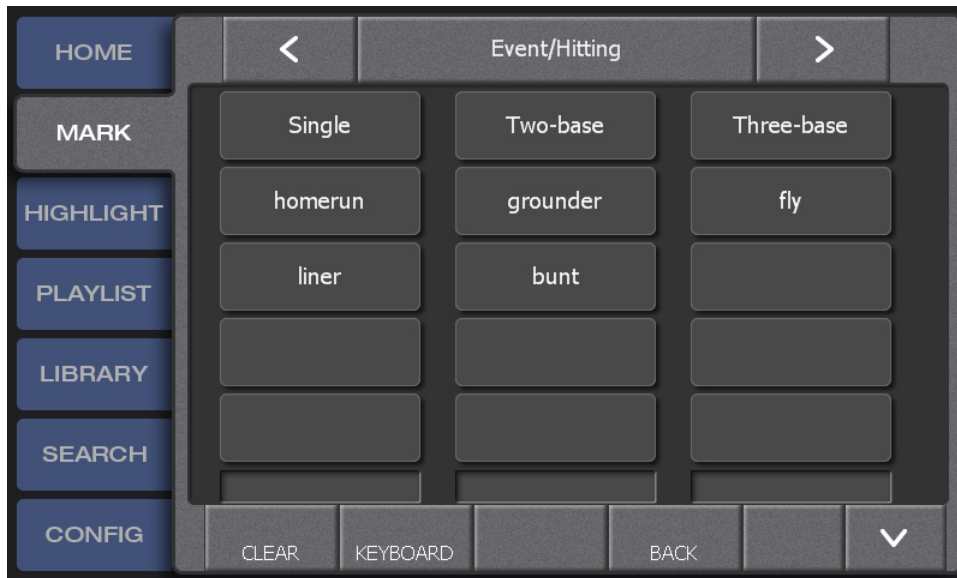 HOME
MARK
HIGHLIGHT
PLAYLIST
LIBRARY
SEARCH
CONFIG
Event/Hitting
Single Two-base Three-base
homerun grounder fly
liner bunt
CLEAR KEYBOARD BACK